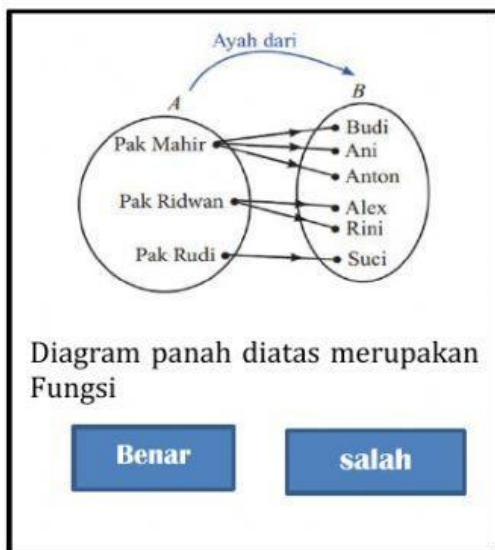 Ayah dari
A
B
Pak Mahir
Pak Ridwan
Pak Rudi
Budi
Ani
Anton
Alex
Rini
Suci
Diagram panah diatas merupakan
Fungsi
Benar
salah